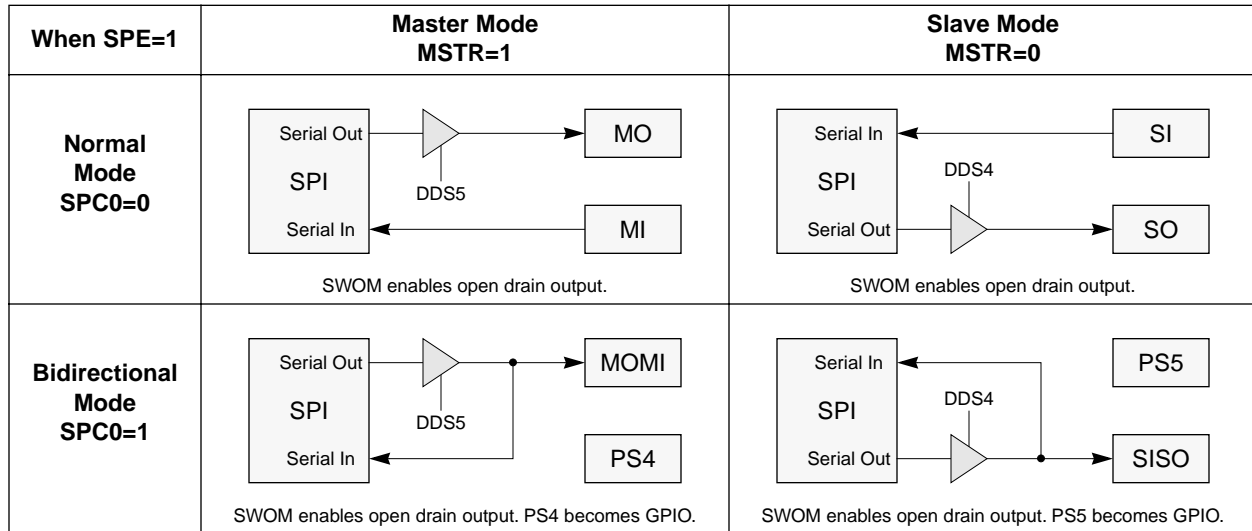 When SPE=1
Master Mode
MSTR=1
Slave Mode
MSTR=0
Normal
Mode
SPC0=0
Serial Out
SPI
Serial In
DDS5
MO
MI
SWOM enables open drain output.
Serial In
SPI
Serial Out
DDS4
SI
SO
SWOM enables open drain output.
Bidirectional
Mode
SPC0=1
Serial Out
SPI
Serial In
DDS5
MOMI
PS4
SWOM enables open drain output. PS4 becomes GPIO.
Serial In
SPI
Serial Out
DDS4
PS5
SISO
SWOM enables open drain output. PS5 becomes GPIO.